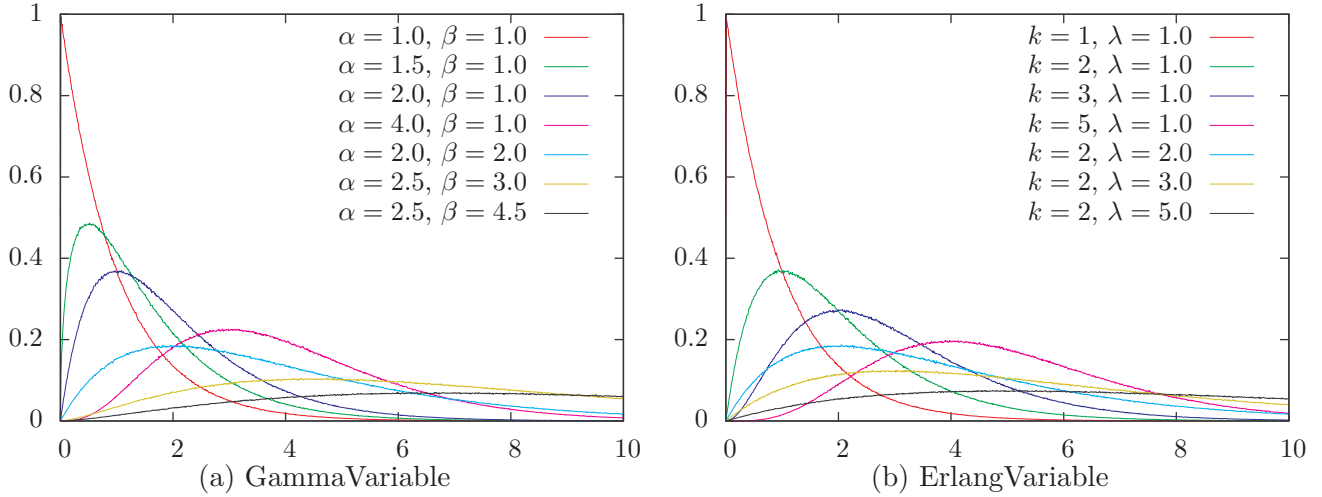 1
0.8
0.6
0.4
0.2
0
0 2 4 6 8 10
α = 1.0, β = 1.0
α = 1.5, β = 1.0
α = 2.0, β = 1.0
α = 4.0, β = 1.0
α = 2.0, β = 2.0
α = 2.5, β = 3.0
α = 2.5, β = 4.5
(a) GammaVariable
1
0.8
0.6
0.4
0.2
0
0 2 4 6 8 10
k = 1, λ = 1.0
k = 2, λ = 1.0
k = 3, λ = 1.0
k = 5, λ = 1.0
k = 2, λ = 2.0
k = 2, λ = 3.0
k = 2, λ = 5.0
(b) ErlangVariable